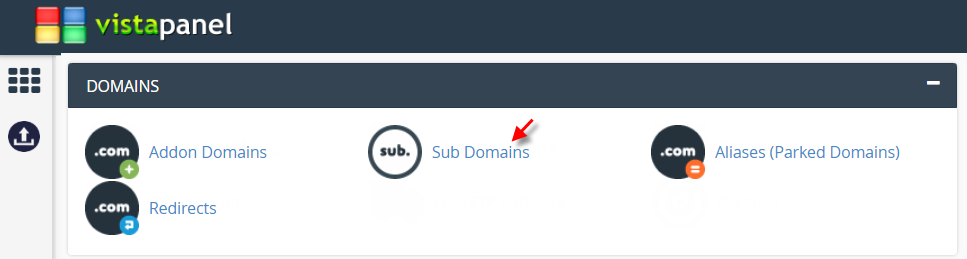 vistapanel
DOMAINS
.com Addon Domains
sub. Sub Domains
.com Aliases (Parked Domains)
.com Redirects